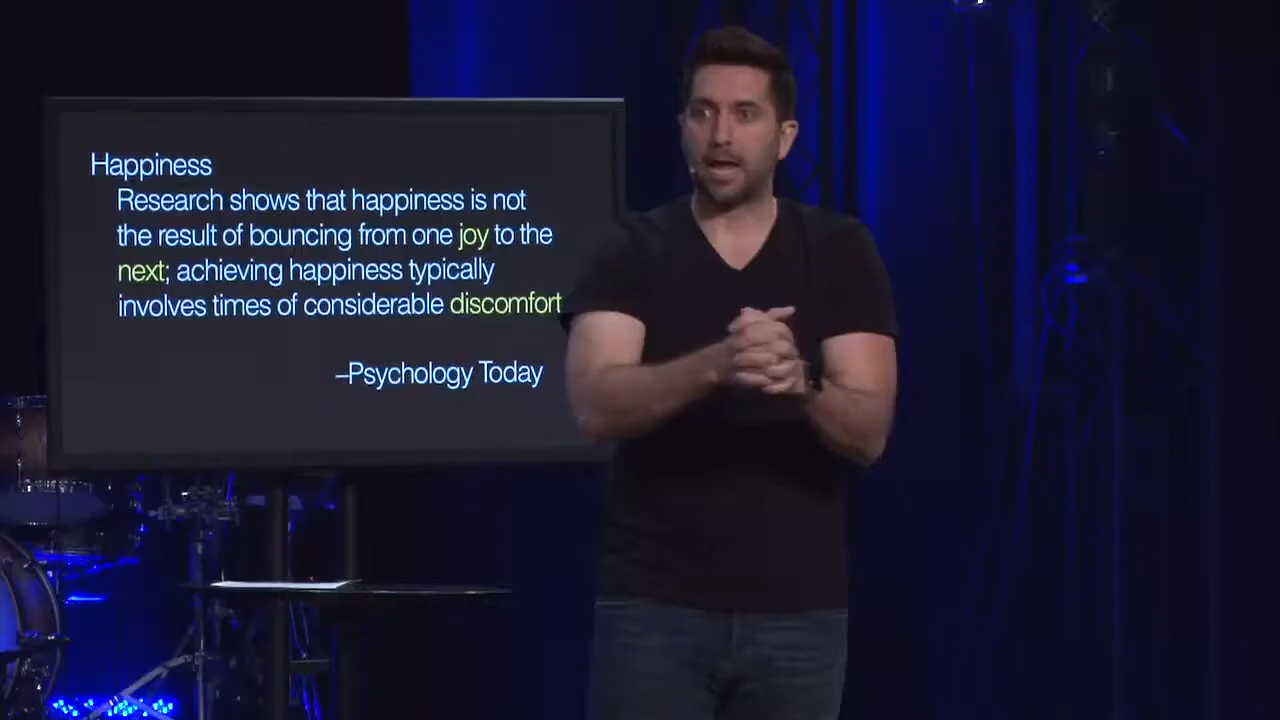 Happiness
Research shows that happiness is not
the result of bouncing from one joy to the
next; achieving happiness typically
involves times of considerable discomfort
–Psychology Today